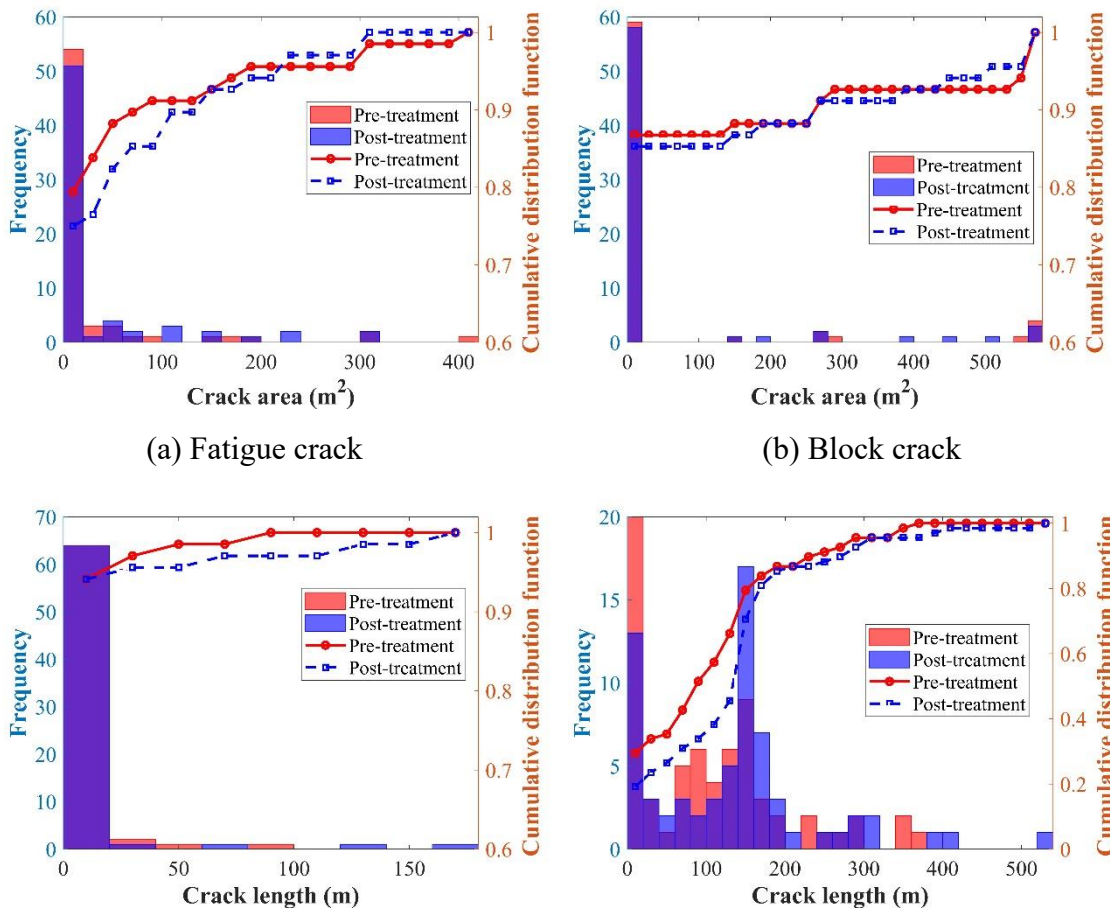 60
50
40
30
20
10
0
Frequency
0 100 200 300 400
Crack area (m²)
1
0.9
0.8
0.7
0.6
Cumulative distribution function
Pre-treatment
Post-treatment
Pre-treatment
Post-treatment
(a) Fatigue crack
60
50
40
30
20
10
0
Frequency
0 100 200 300 400 500
Crack area (m²)
1
0.9
0.8
0.7
0.6
Cumulative distribution function
Pre-treatment
Post-treatment
Pre-treatment
Post-treatment
(b) Block crack
70
60
50
40
30
20
10
0
Frequency
0 50 100 150
Crack length (m)
1
0.9
0.8
0.7
0.6
Cumulative distribution function
Pre-treatment
Post-treatment
Pre-treatment
Post-treatment
20
15
10
5
0
Frequency
0 100 200 300 400 500
Crack length (m)
1
0.8
0.6
0.4
0.2
0
Cumulative distribution function
Pre-treatment
Post-treatment
Pre-treatment
Post-treatment